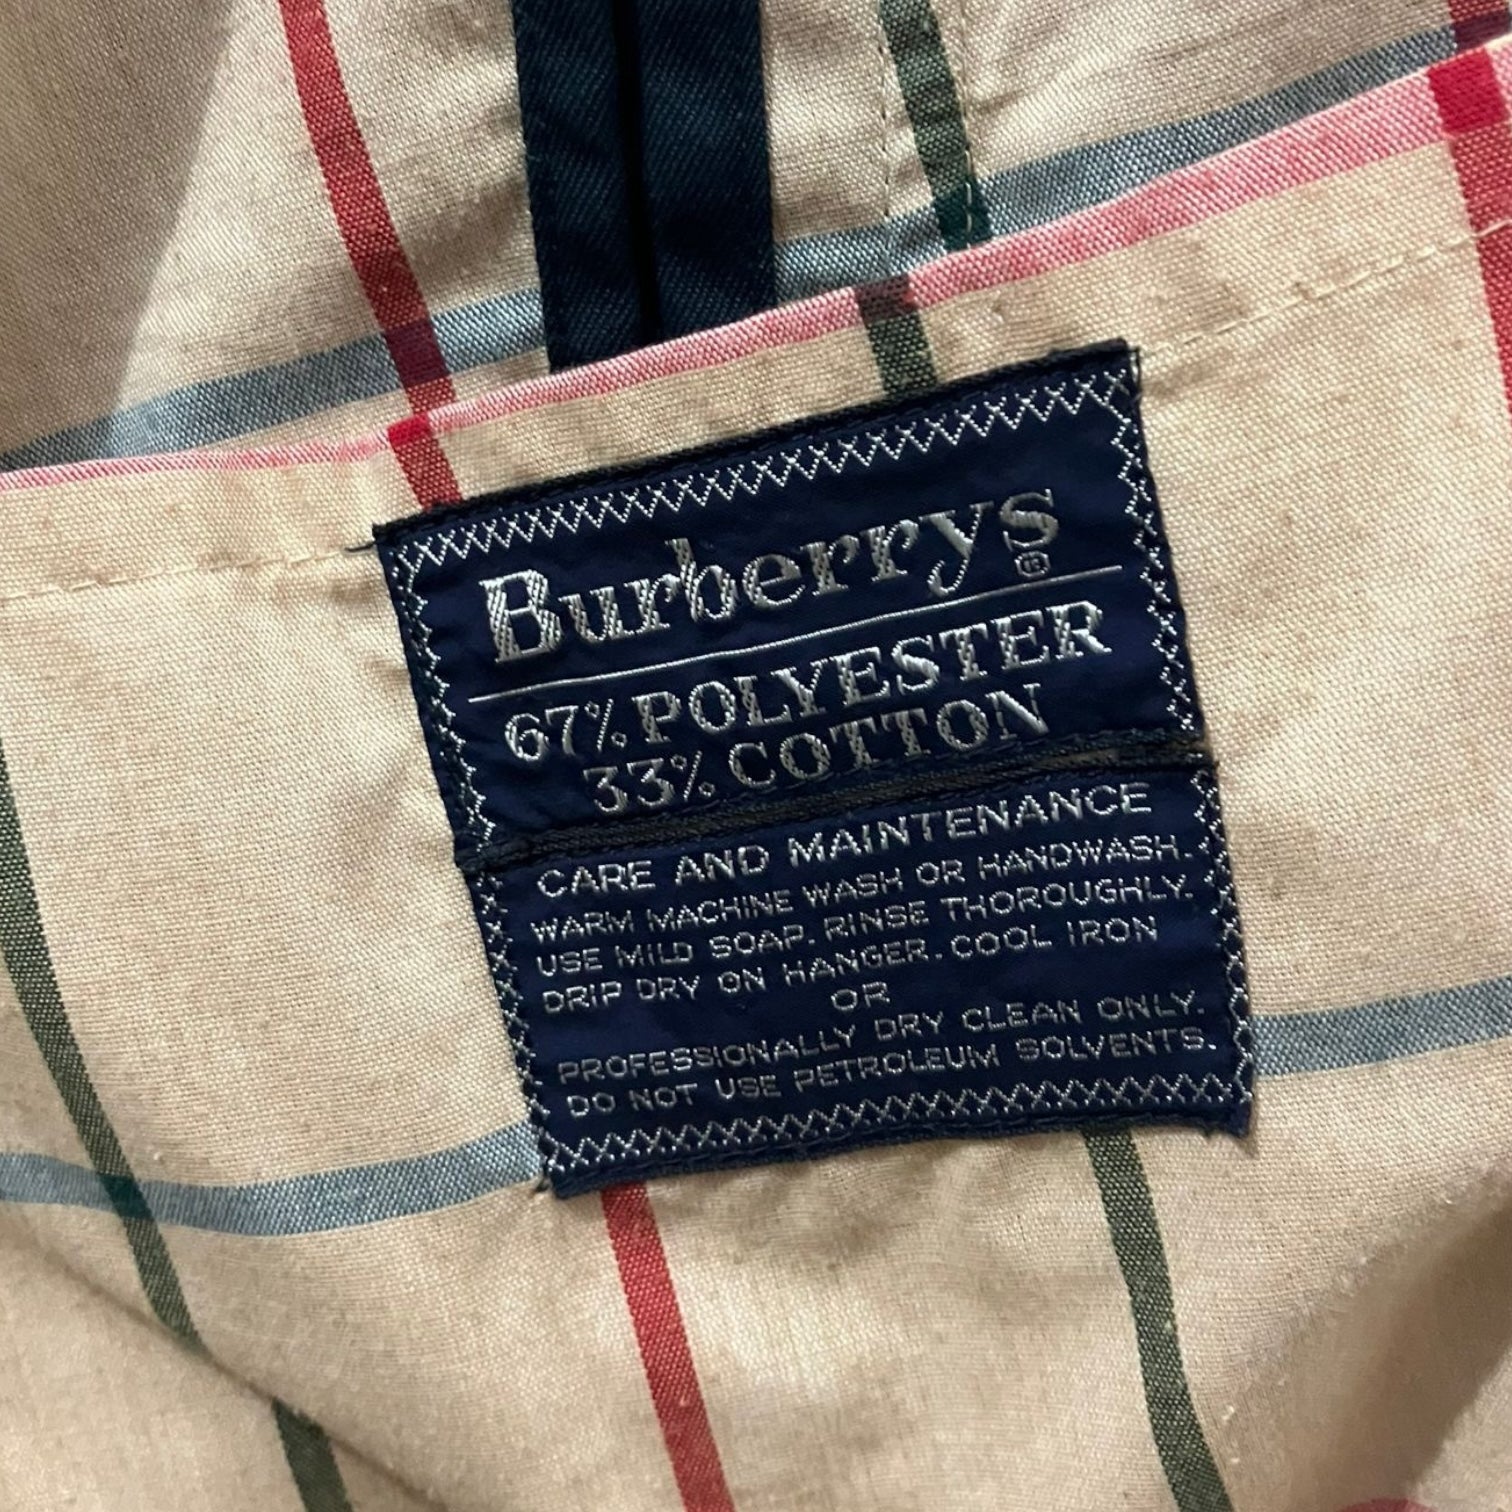 Burberrys
®
67% POLYESTER
33% COTTON
CARE AND MAINTENANCE
WARM MACHINE WASH OR HANDWASH.
USE MILD SOAP. RINSE THOROUGHLY.
DRIP DRY ON HANGER. COOL IRON
OR
PROFESSIONALLY DRY CLEAN ONLY.
DO NOT USE PETROLEUM SOLVENTS.